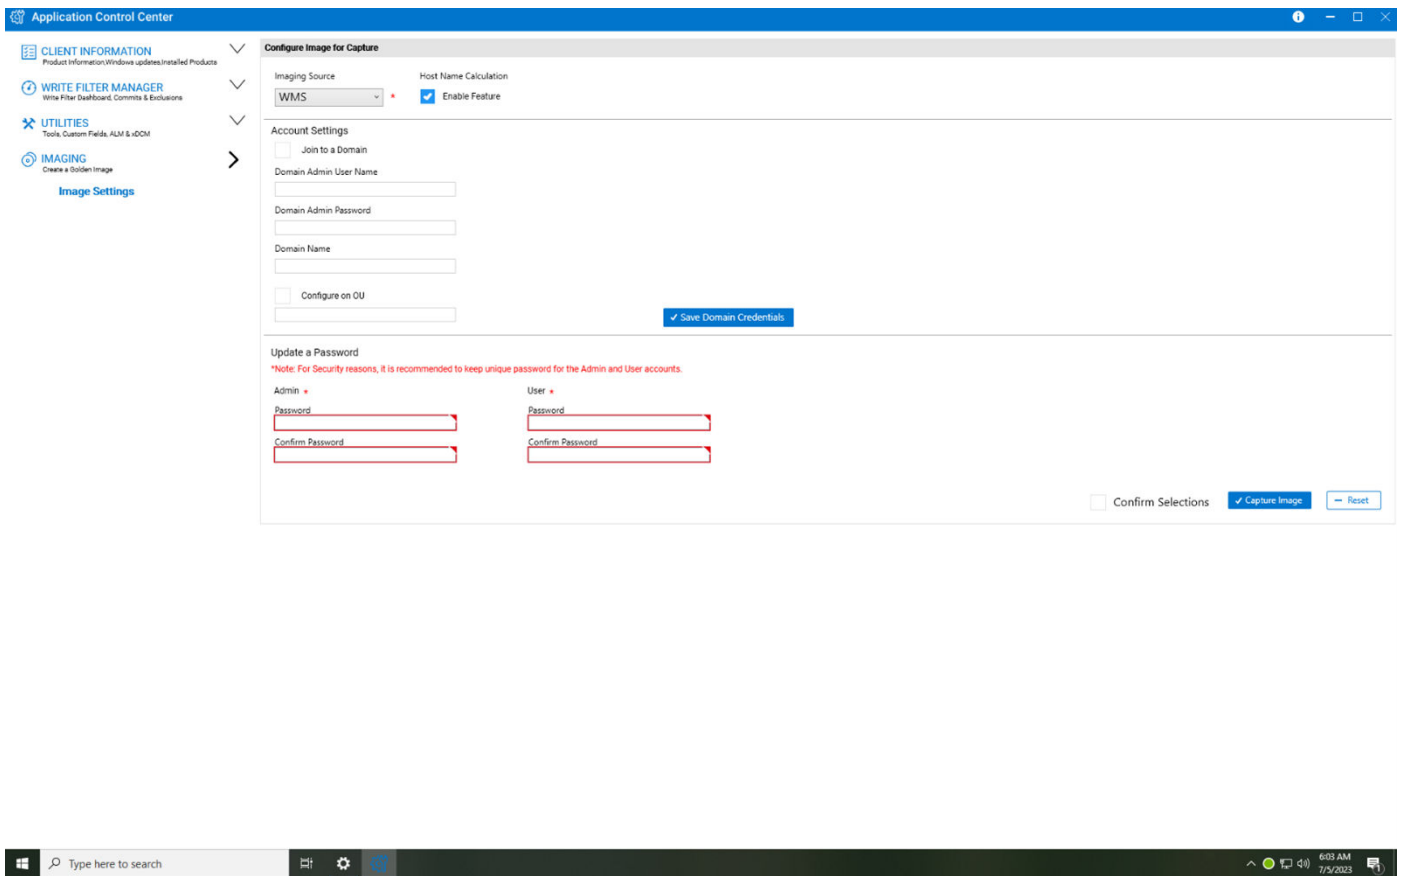 Application Control Center
CLIENT INFORMATION
Product Information,Windows updates,Installed Products
WRITE FILTER MANAGER
Write Filter Dashboard, Commits & Exclusions
UTILITIES
Tools, Custom Fields, ALM & xDCM
IMAGING
Create a Golden Image
Image Settings
Configure Image for Capture
Imaging Source
Host Name Calculation
WMS
*
Enable Feature
Account Settings
Join to a Domain
Domain Admin User Name
Domain Admin Password
Domain Name
Configure on OU
Save Domain Credentials
Update a Password
*Note: For Security reasons, it is recommended to keep unique password for the Admin and User accounts.
Admin *
User *
Password
Password
Confirm Password
Confirm Password
Confirm Selections
Capture Image
Reset
Type here to search
6:03 AM
7/5/2023
1